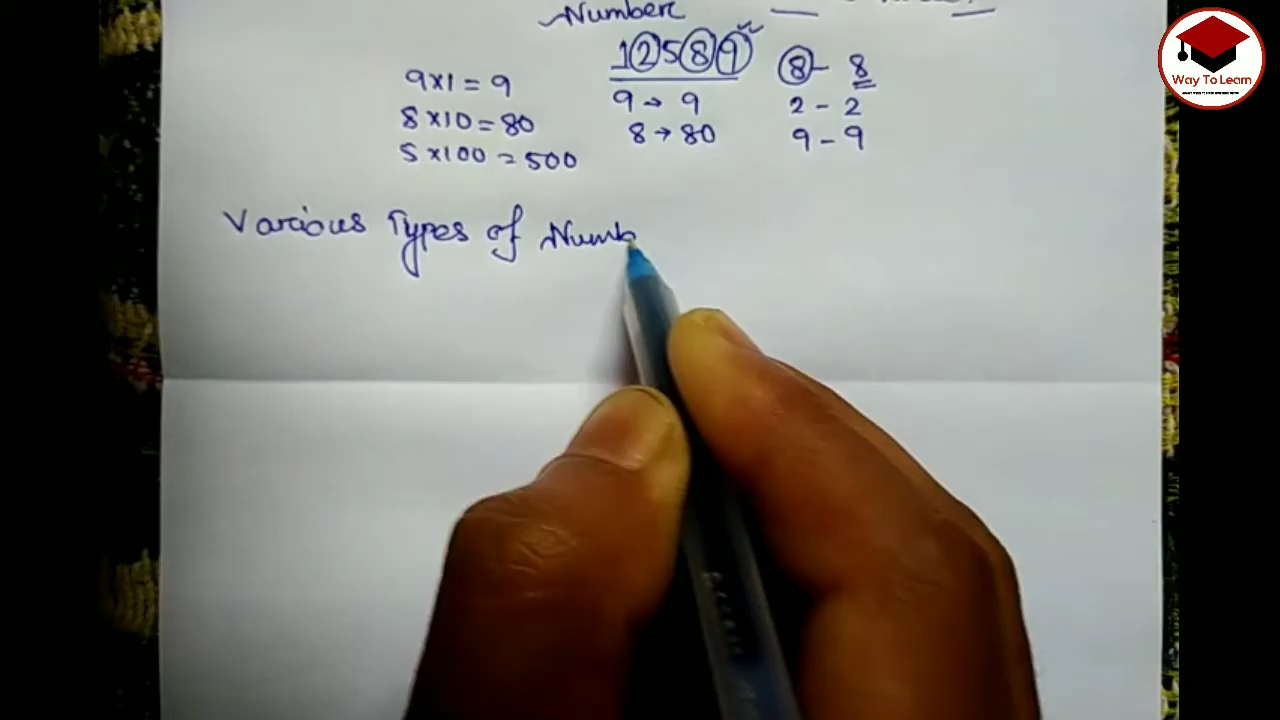 Number
12589
8 - 8
9x1 = 9
9 → 9
2 - 2
8x10 = 80
8 → 80
9 - 9
5x100 = 500
Various Types of Numb
Way To Learn